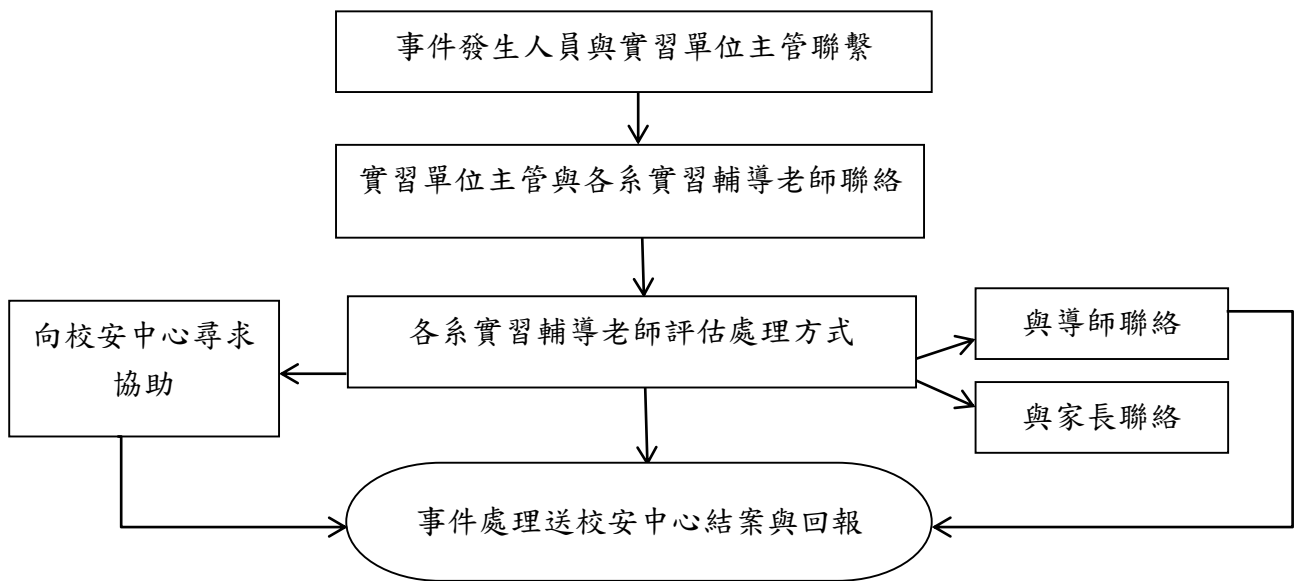 事件發生人員與實習單位主管聯繫
實習單位主管與各系實習輔導老師聯絡
向校安中心尋求
協助
各系實習輔導老師評估處理方式
與導師聯絡
與家長聯絡
事件處理送校安中心結案與回報